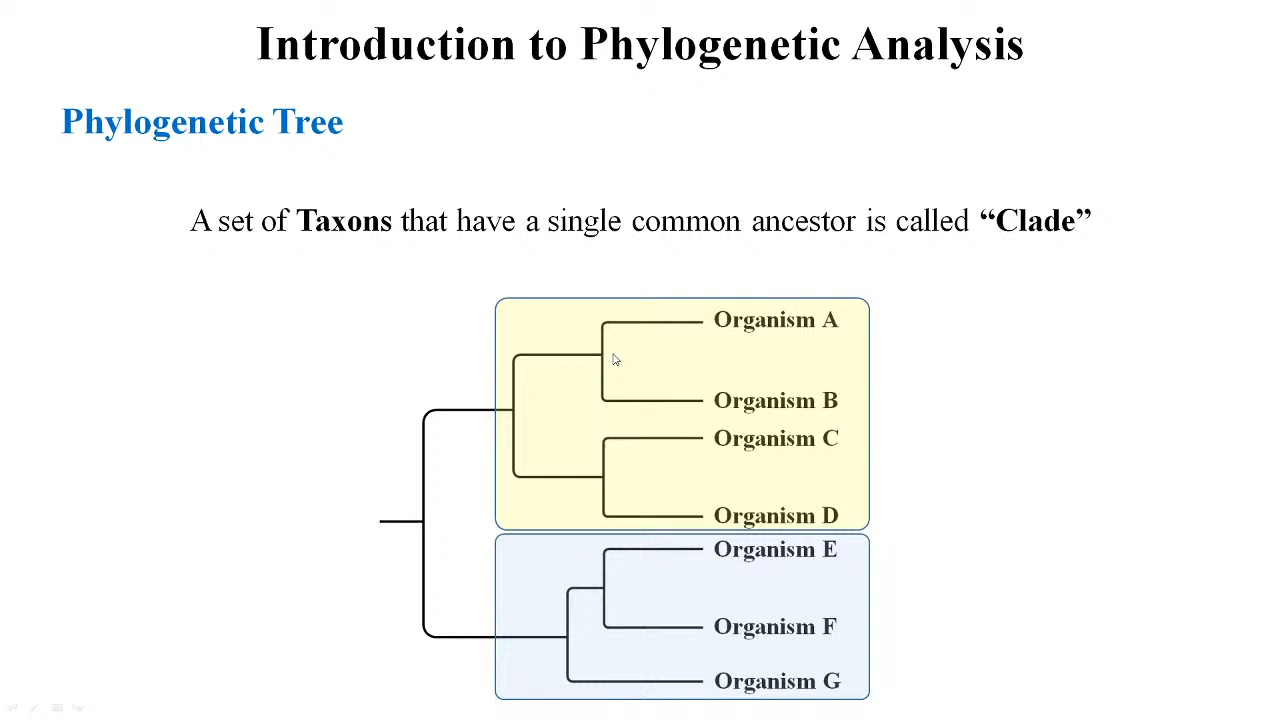 Introduction to Phylogenetic Analysis
Phylogenetic Tree
A set of Taxons that have a single common ancestor is called “Clade”
Organism A
Organism B
Organism C
Organism D
Organism E
Organism F
Organism G